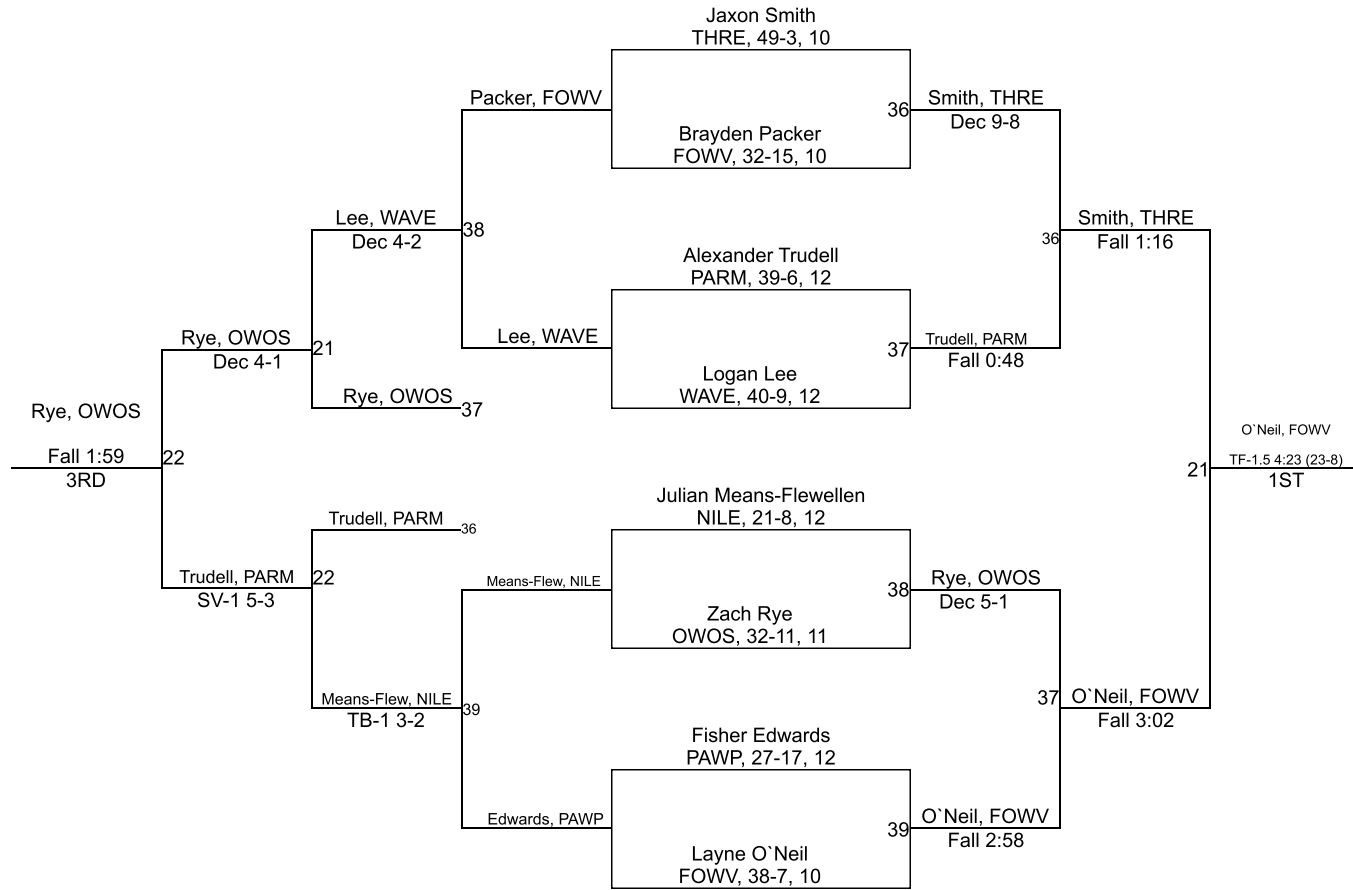 Jaxon Smith
THRE, 49-3, 10
Packer, FOWV
36
Smith, THRE
Dec 9-8
Brayden Packer
FOWV, 32-15, 10
Lee, WAVE
Dec 4-2
38
Smith, THRE
Fall 1:16
36
Alexander Trudell
PARM, 39-6, 12
Rye, OWOS
Dec 4-1
21
Lee, WAVE
37
Trudell, PARM
Fall 0:48
Logan Lee
WAVE, 40-9, 12
Rye, OWOS
37
Rye, OWOS
Fall 1:59
3RD
22
O`Neil, FOWV
TF-1.5 4:23 (23-8)
1ST
21
Julian Means-Flewellen
NILE, 21-8, 12
Trudell, PARM
36
Trudell, PARM
SV-1 5-3
22
Means-Flew, NILE
38
Rye, OWOS
Dec 5-1
Zach Rye
OWOS, 32-11, 11
Means-Flew, NILE
TB-1 3-2
39
37
O`Neil, FOWV
Fall 3:02
Fisher Edwards
PAWP, 27-17, 12
Edwards, PAWP
39
O`Neil, FOWV
Fall 2:58
Layne O`Neil
FOWV, 38-7, 10